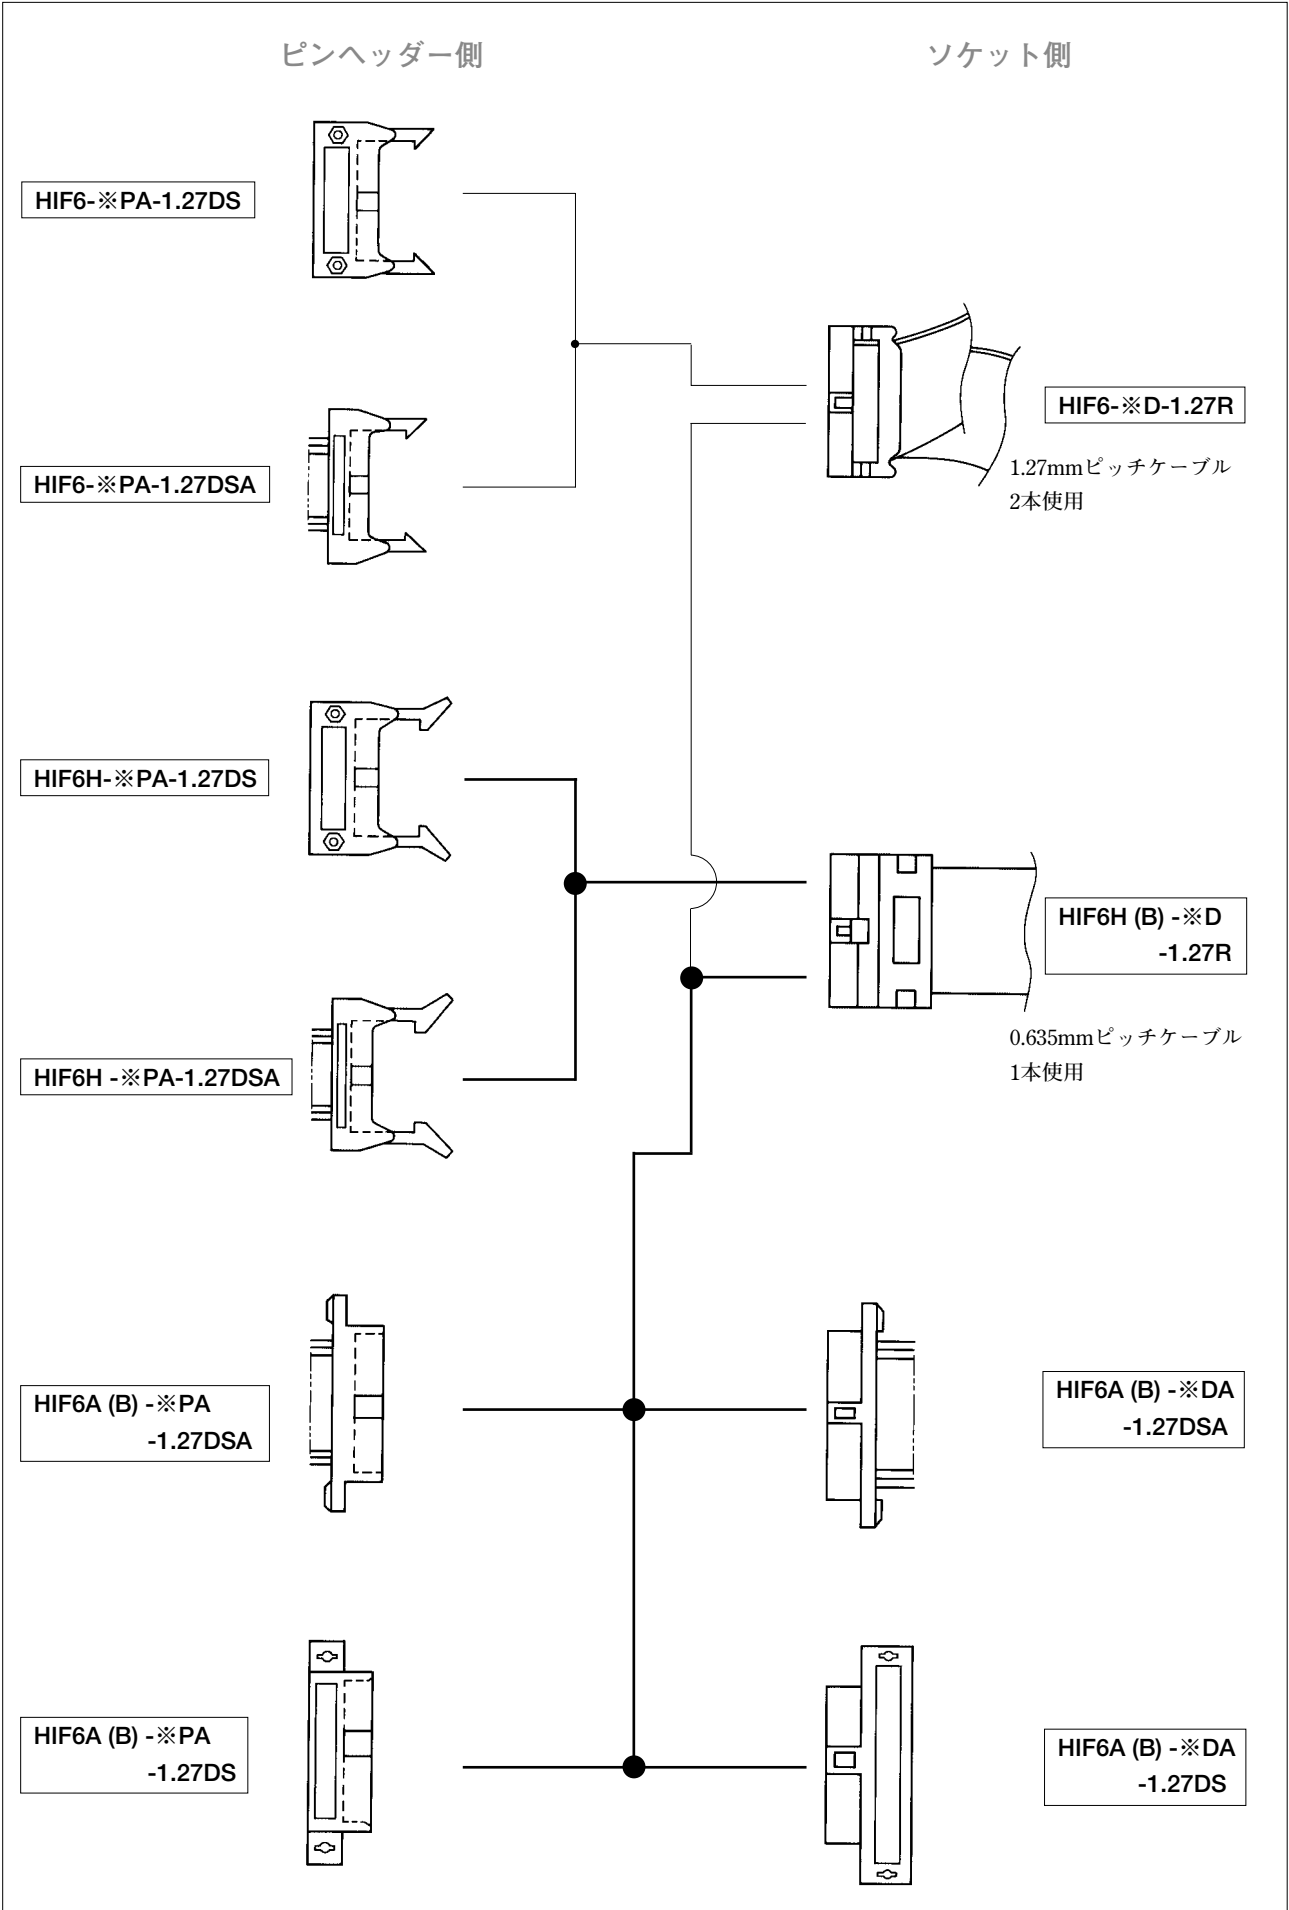 ピンヘッダー側
ソケット側
HIF6-※PA-1.27DS
HIF6-※D-1.27R
1.27mmピッチケーブル
2本使用
HIF6-※PA-1.27DSA
HIF6H-※PA-1.27DS
HIF6H (B) -※D
-1.27R
0.635mmピッチケーブル
1本使用
HIF6H -※PA-1.27DSA
HIF6A (B) -※PA
-1.27DSA
HIF6A (B) -※DA
-1.27DSA
HIF6A (B) -※PA
-1.27DS
HIF6A (B) -※DA
-1.27DS